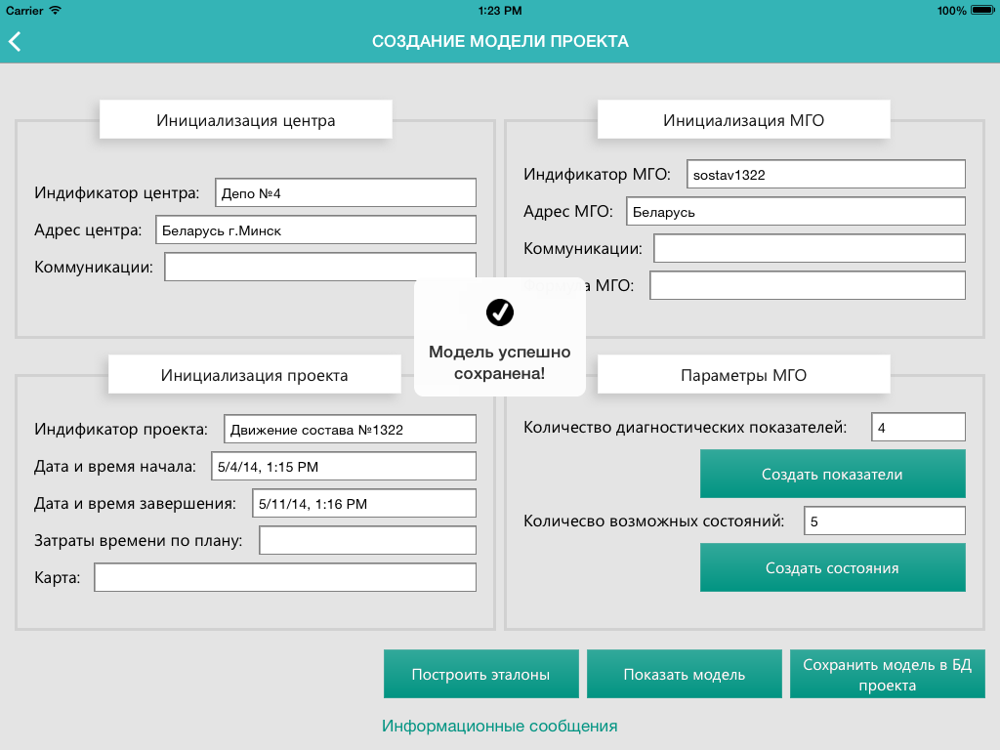 Carrier 1:23 PM 100%
СОЗДАНИЕ МОДЕЛИ ПРОЕКТА
Инициализация центра
Индификатор центра: Депо №4
Адрес центра: Беларусь г.Минск
Коммуникации:
Инициализация МГО
Индификатор МГО: sostav1322
Адрес МГО: Беларусь
Коммуникации:
МГО:
Модель успешно
сохранена!
Инициализация проекта
Индификатор проекта: Движение состава №1322
Дата и время начала: 5/4/14, 1:15 PM
Дата и время завершения: 5/11/14, 1:16 PM
Затраты времени по плану:
Карта:
Параметры МГО
Количество диагностических показателей: 4
Создать показатели
Количесво возможных состояний: 5
Создать состояния
Построить эталоны
Показать модель
Сохранить модель в БД
проекта
Информационные сообщения